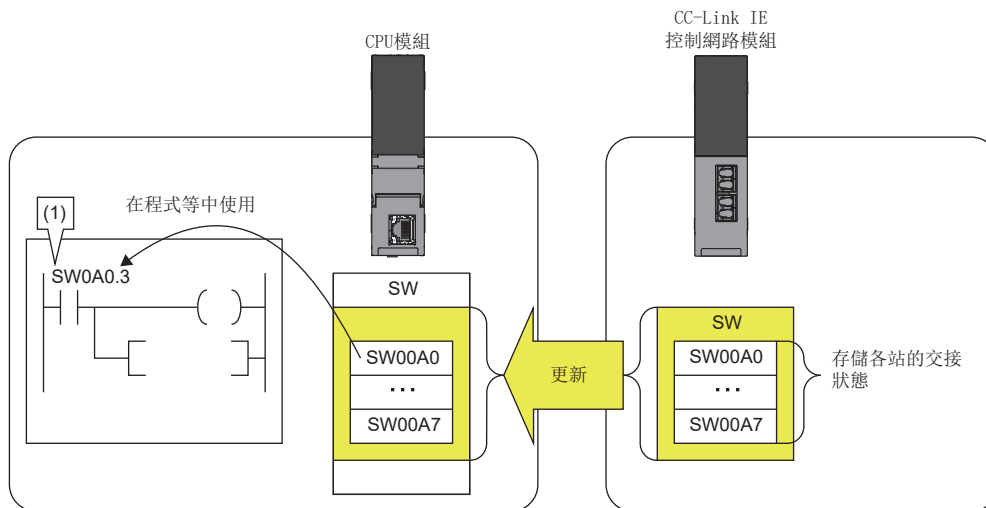 CC-Link IE
控制網路模組
CPU模組
(1)
在程式等中使用
SW0A0.3
SW
SW00A0
...
SW00A7
更新
SW
SW00A0
...
SW00A7
存儲各站的交接
狀態